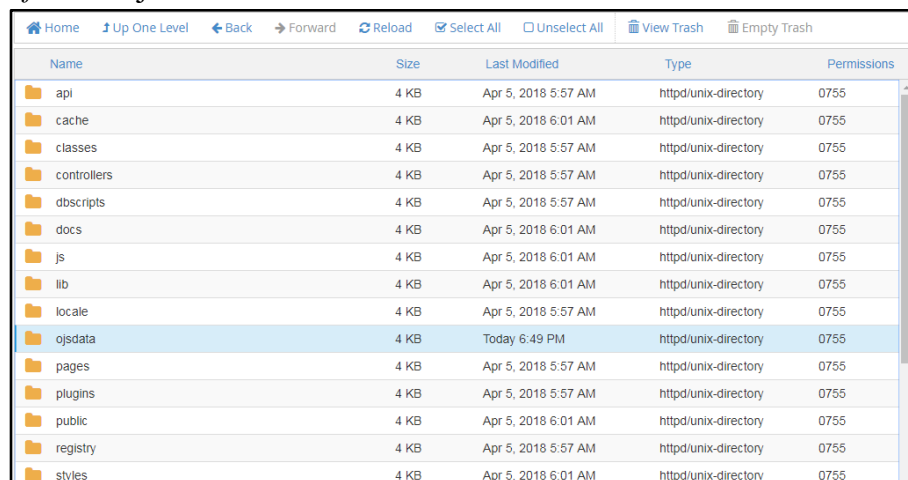 Home Up One Level Back Forward Reload Select All Unselect All View Trash Empty Trash
Name Size Last Modified Type Permissions
api 4 KB Apr 5, 2018 5:57 AM httpd/unix-directory 0755
cache 4 KB Apr 5, 2018 6:01 AM httpd/unix-directory 0755
classes 4 KB Apr 5, 2018 5:57 AM httpd/unix-directory 0755
controllers 4 KB Apr 5, 2018 5:57 AM httpd/unix-directory 0755
dbscripts 4 KB Apr 5, 2018 5:57 AM httpd/unix-directory 0755
docs 4 KB Apr 5, 2018 6:01 AM httpd/unix-directory 0755
js 4 KB Apr 5, 2018 6:01 AM httpd/unix-directory 0755
lib 4 KB Apr 5, 2018 6:01 AM httpd/unix-directory 0755
locale 4 KB Apr 5, 2018 5:57 AM httpd/unix-directory 0755
ojsdata 4 KB Today 6:49 PM httpd/unix-directory 0755
pages 4 KB Apr 5, 2018 5:57 AM httpd/unix-directory 0755
plugins 4 KB Apr 5, 2018 5:57 AM httpd/unix-directory 0755
public 4 KB Apr 5, 2018 6:01 AM httpd/unix-directory 0755
registry 4 KB Apr 5, 2018 5:57 AM httpd/unix-directory 0755
styles 4 KB Apr 5, 2018 6:01 AM httpd/unix-directory 0755